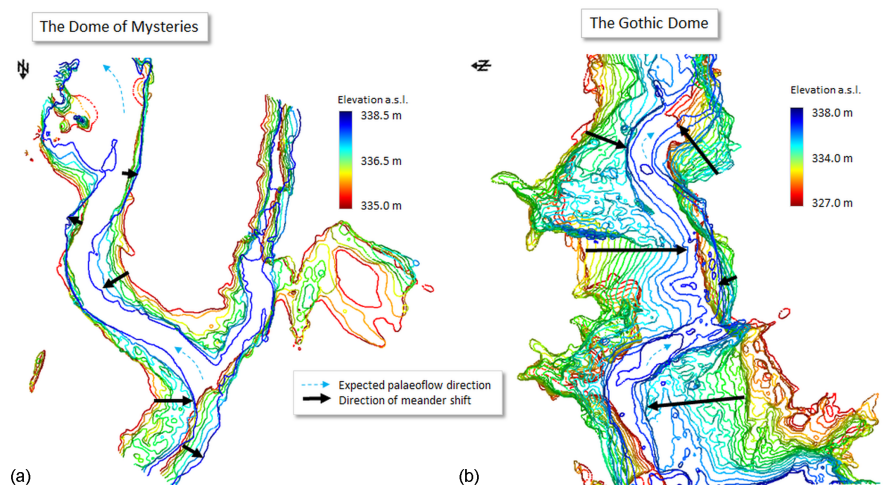 The Dome of Mysteries
N
Elevation a.s.l.
338.5 m
336.5 m
335.0 m
(a)
The Gothic Dome
N
Elevation a.s.l.
338.0 m
334.0 m
327.0 m
Expected palaeoflow direction
Direction of meander shift
(b)